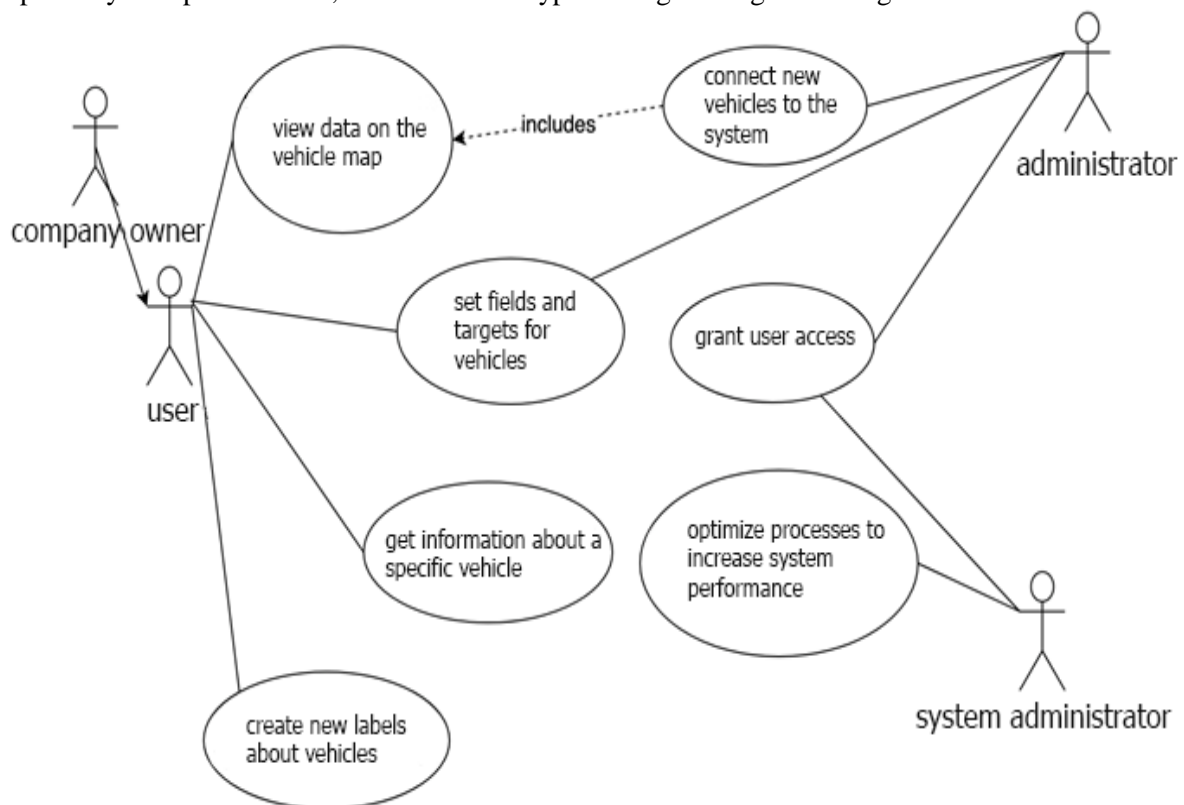 view data on the
vehicle map
includes
connect new
vehicles to the
system
administrator
company owner
set fields and
targets for
vehicles
grant user access
user
get information about a
specific vehicle
optimize processes to
increase system
performance
create new labels
about vehicles
system administrator